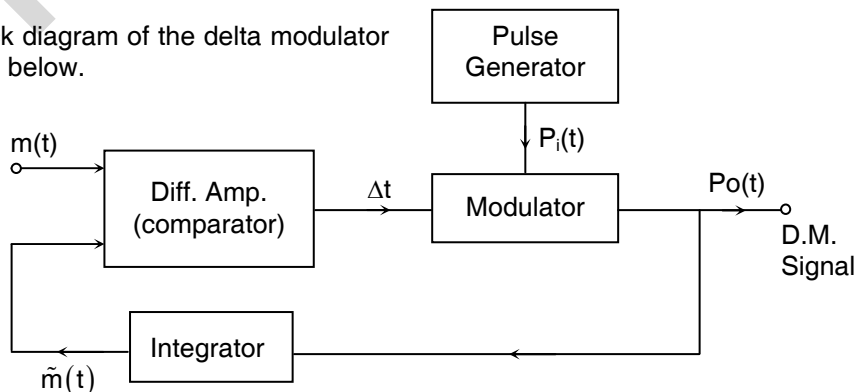 k diagram of the delta modulator
below.
Pulse
Generator
m(t)
Pᵢ(t)
Diff. Amp.
(comparator)
Δt
Modulator
Po(t)
D.M.
Signal
Integrator
m̃(t)